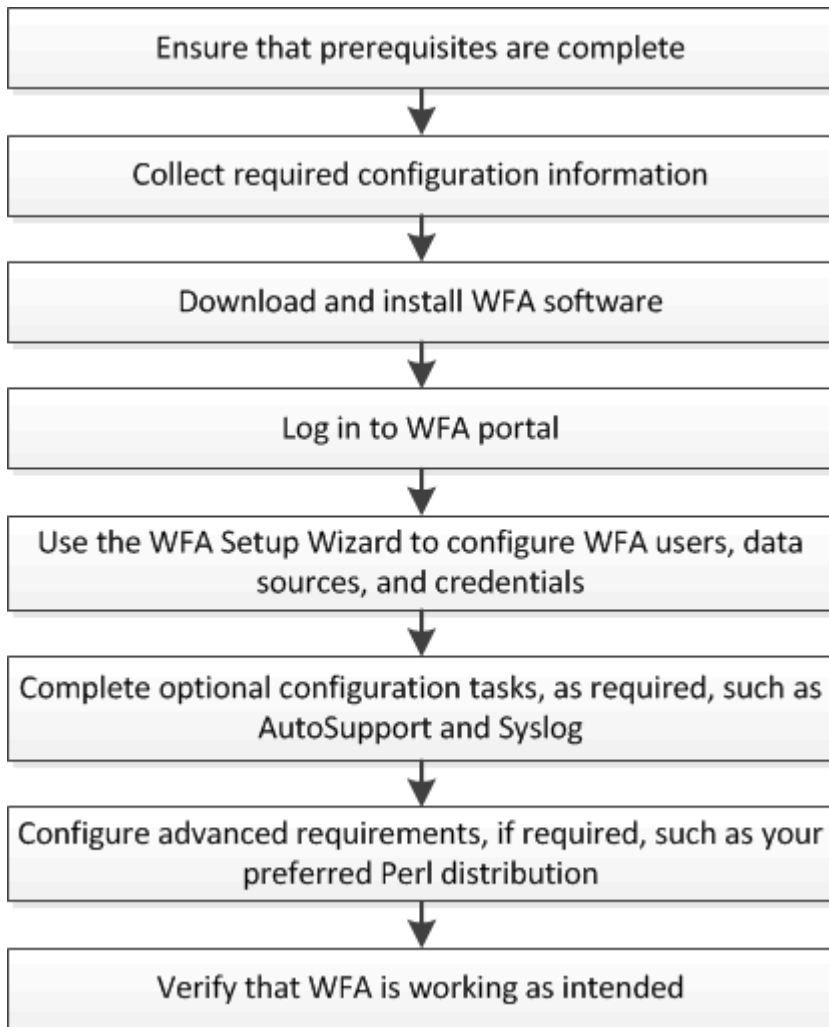 Ensure that prerequisites are complete
Collect required configuration information
Download and install WFA software
Log in to WFA portal
Use the WFA Setup Wizard to configure WFA users, data
sources, and credentials
Complete optional configuration tasks, as required, such as
AutoSupport and Syslog
Configure advanced requirements, if required, such as your
preferred Perl distribution
Verify that WFA is working as intended